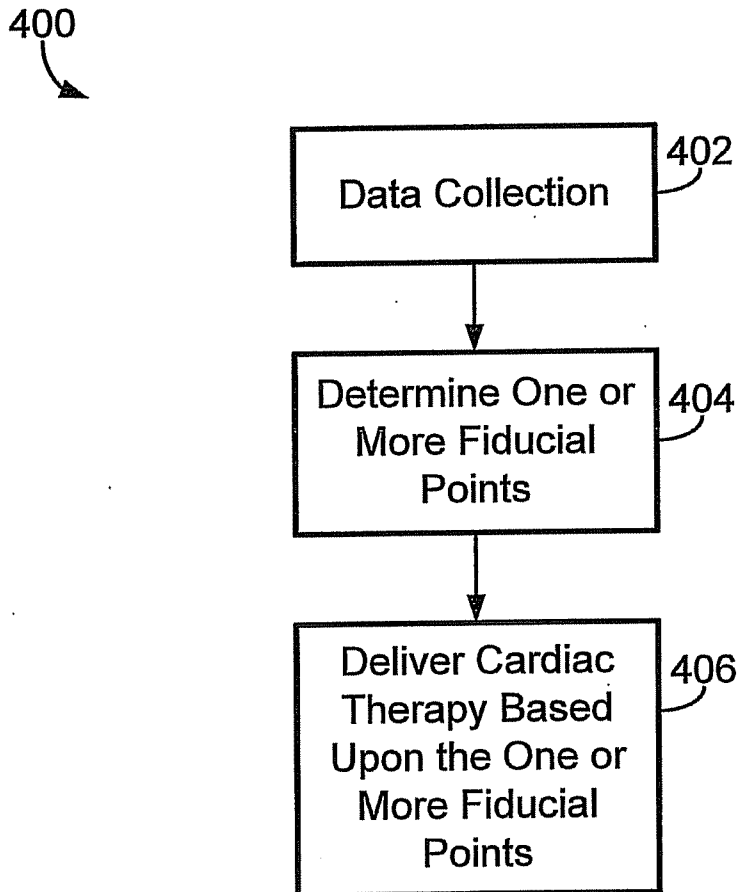 400
Data Collection
402
Determine One or
More Fiducial
Points
404
Deliver Cardiac
Therapy Based
Upon the One or
More Fiducial
Points
406